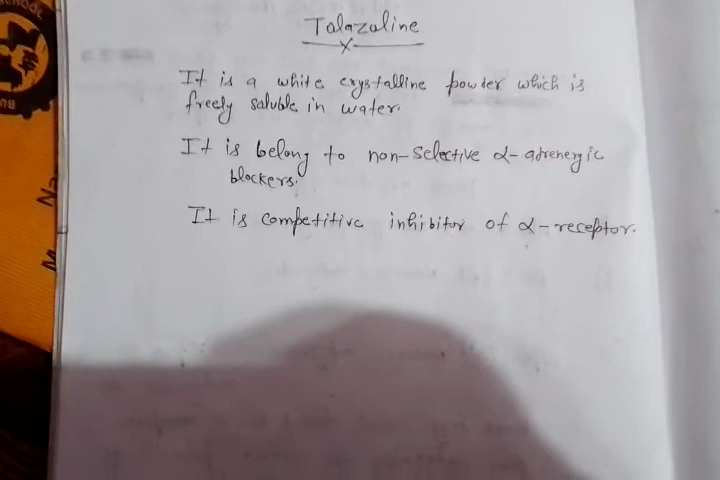 Talazoline
It is a white crystalline powder which is
freely soluble in water.
It is belong to non-selective α-adrenergic
blockers.
It is competitive inhibitor of α-receptor.